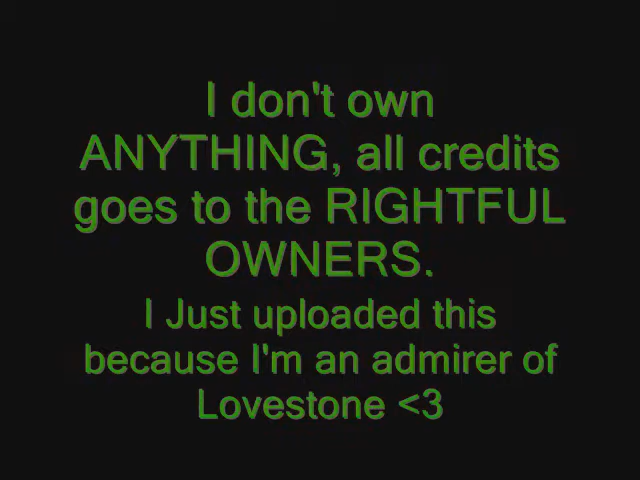 I don't own
ANYTHING, all credits
goes to the RIGHTFUL
OWNERS.
I Just uploaded this
because I'm an admirer of
Lovestone <3